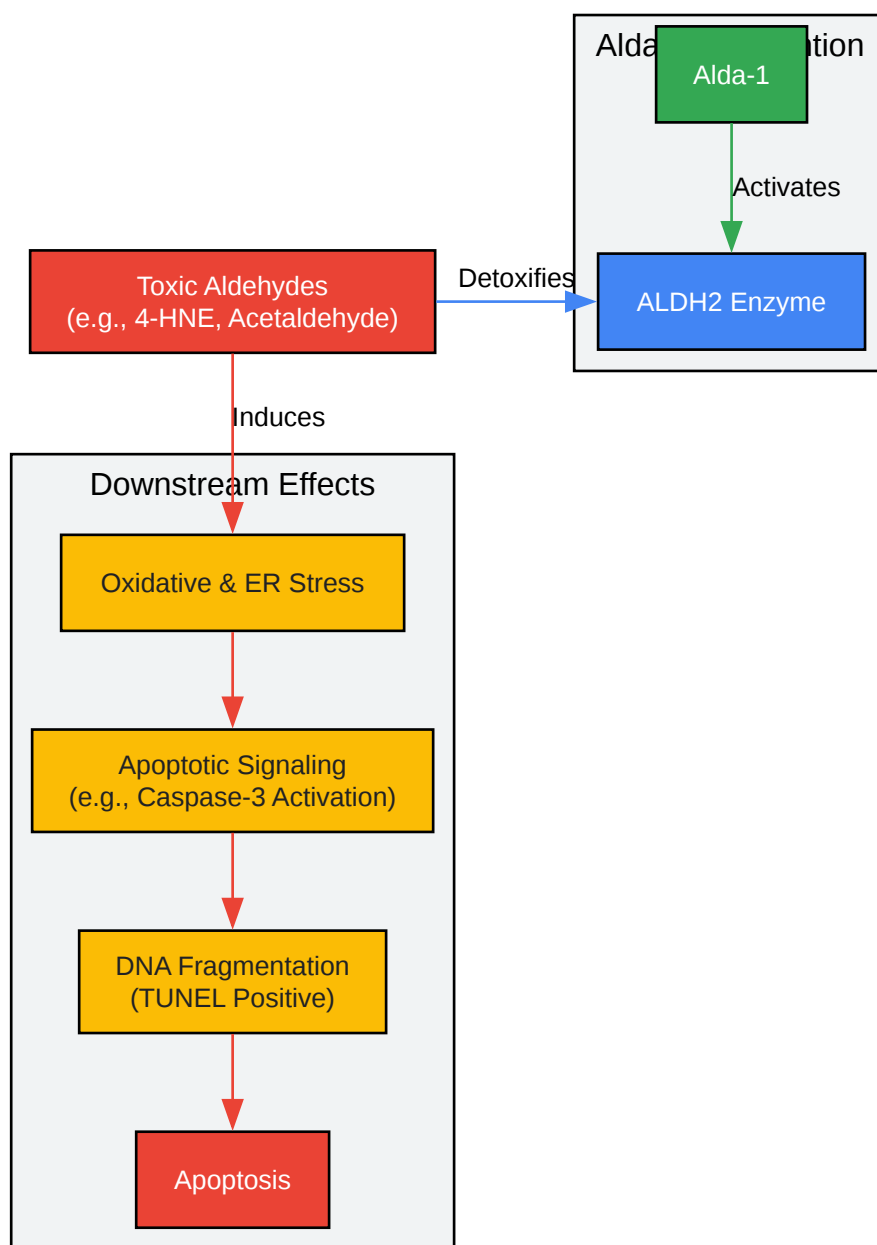 Alda
ntion
Alda-1
Activates
Toxic Aldehydes
(e.g., 4-HNE, Acetaldehyde)
Detoxifies
ALDH2 Enzyme
Induces
Downstream Effects
Oxidative & ER Stress
Apoptotic Signaling
(e.g., Caspase-3 Activation)
DNA Fragmentation
(TUNEL Positive)
Apoptosis